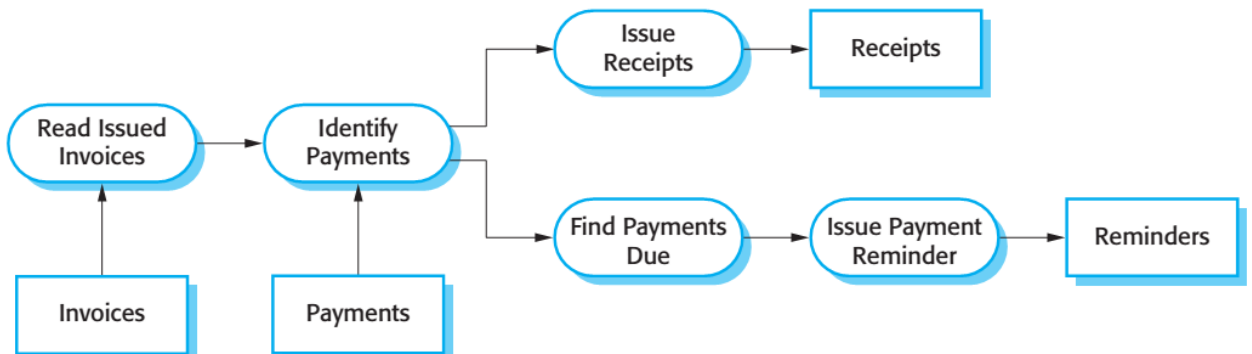 Issue
Receipts
Receipts
Read Issued
Invoices
Identify
Payments
Find Payments
Due
Issue Payment
Reminder
Reminders
Invoices
Payments